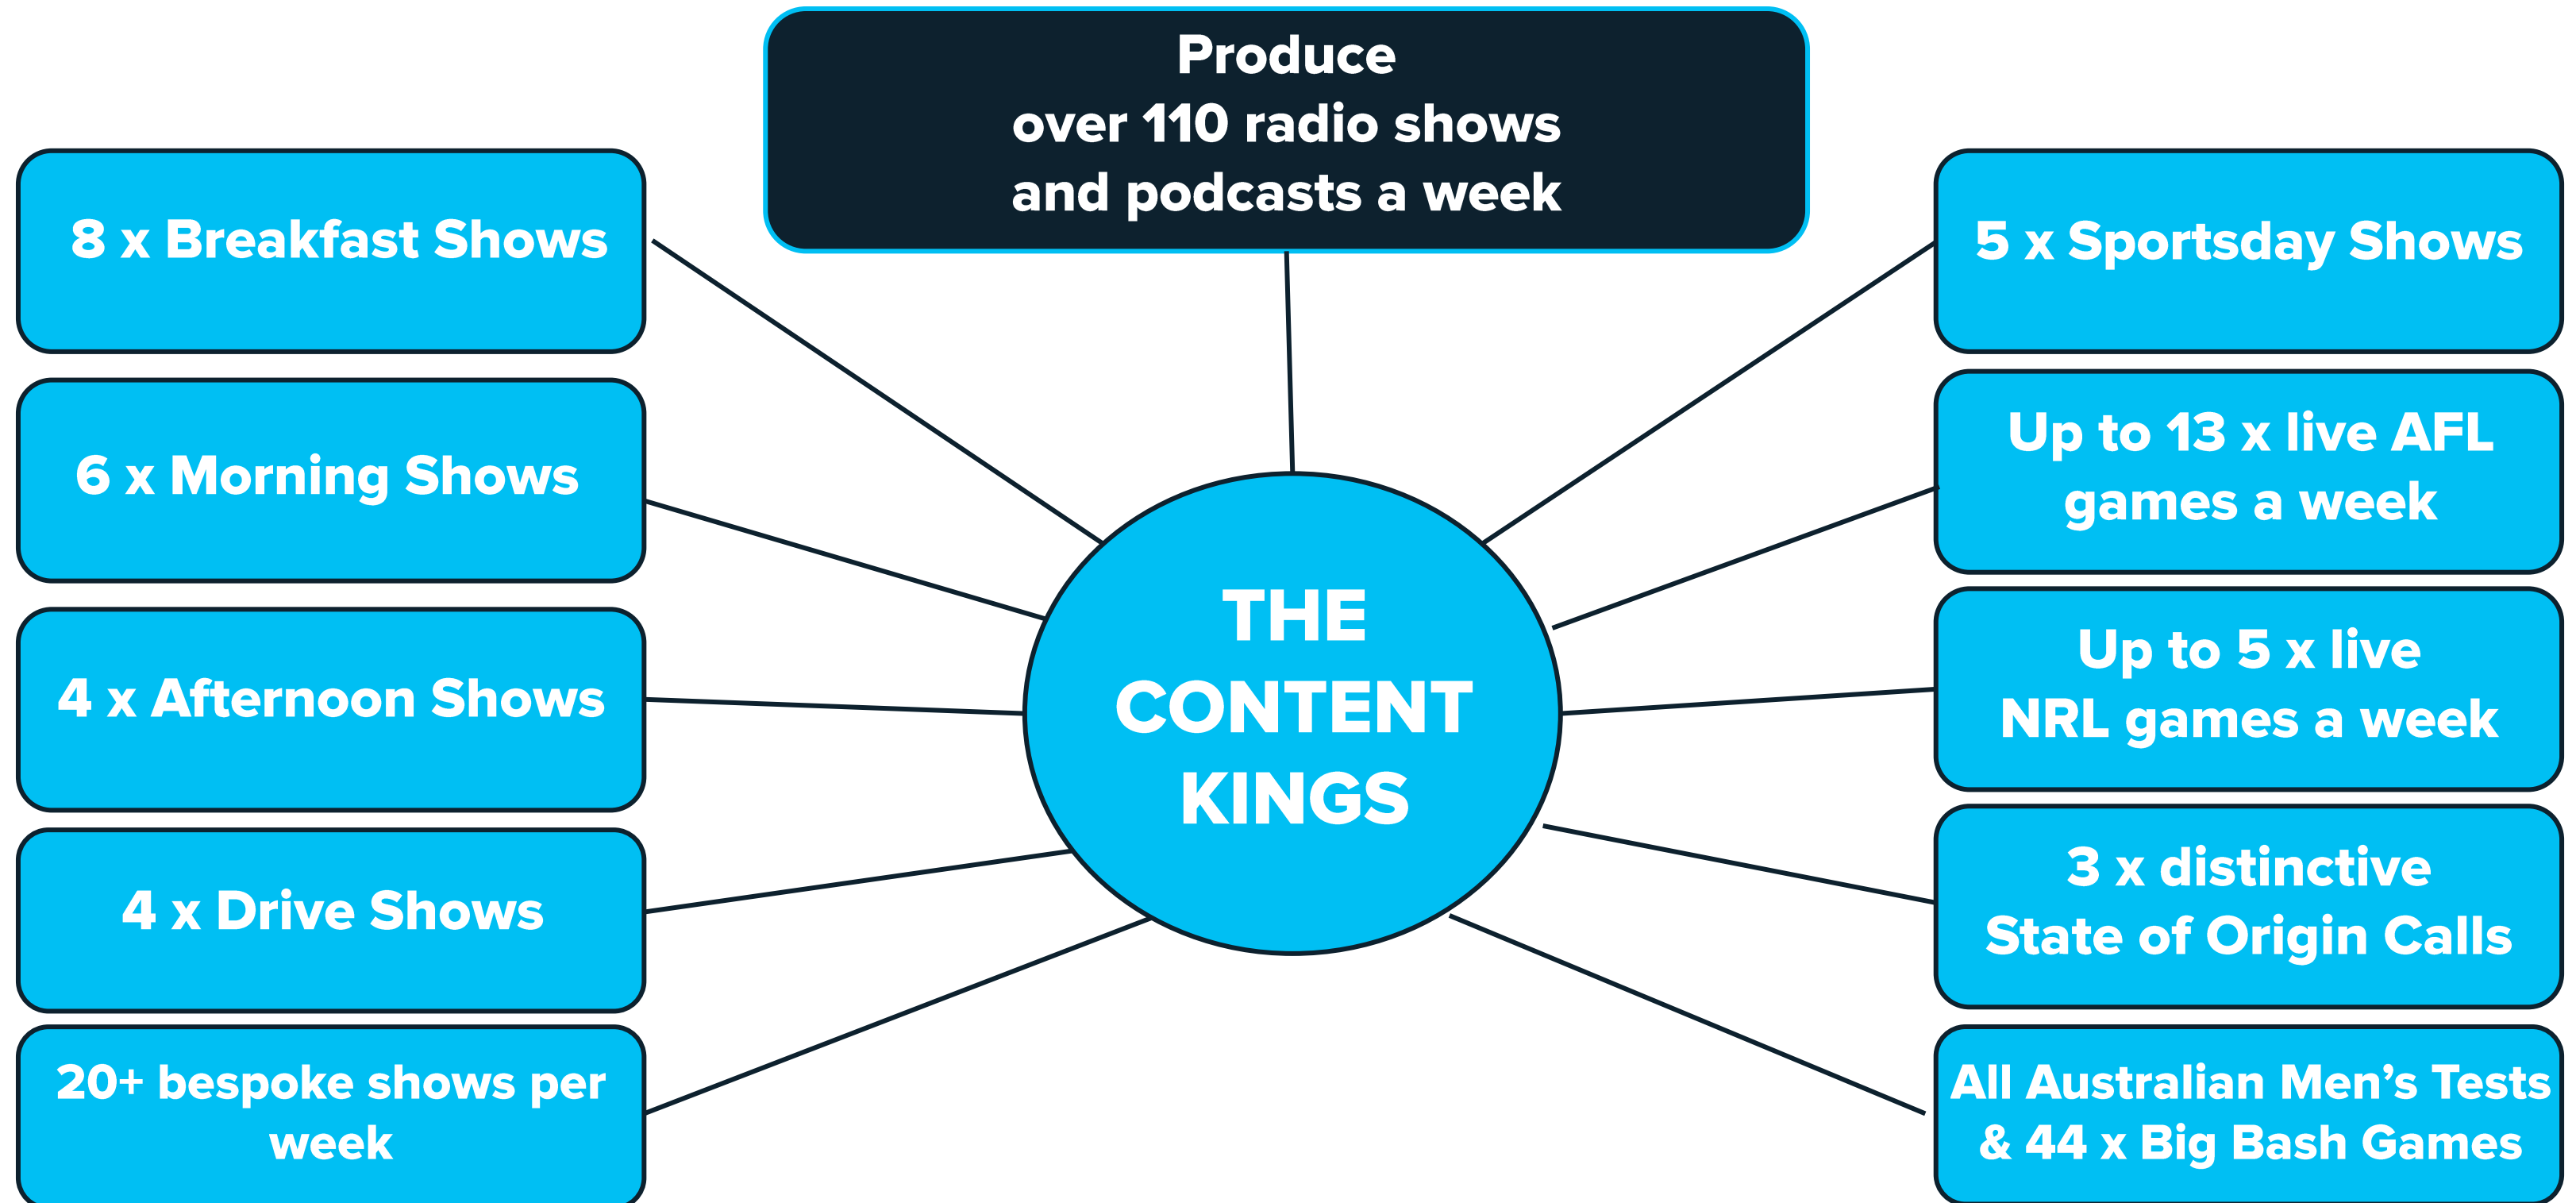 Produce
over 110 radio shows
and podcasts a week
8 x Breakfast Shows
6 x Morning Shows
4 x Afternoon Shows
4 x Drive Shows
20+ bespoke shows per
week
THE
CONTENT
KINGS
5 x Sportsday Shows
Up to 13 x live AFL
games a week
Up to 5 x live
NRL games a week
3 x distinctive
State of Origin Calls
All Australian Men’s Tests
& 44 x Big Bash Games